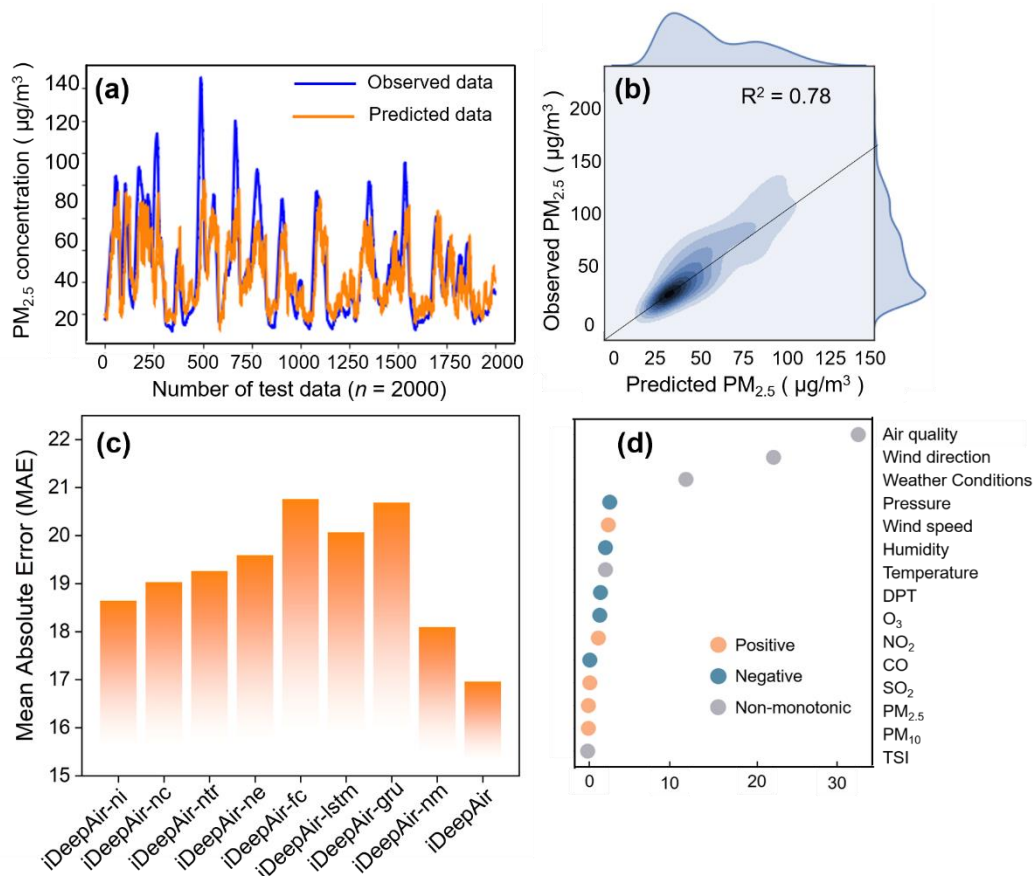 (a)
Observed data
Predicted data
PM2.5 concentration ( µg/m³ )
140
120
100
80
60
40
20
0 250 500 750 1000 1250 1500 1750 2000
Number of test data (n = 2000)
(b)
R² = 0.78
Observed PM2.5 ( µg/m³ )
200
150
100
50
0
0 25 50 75 100 125 150
Predicted PM2.5 ( µg/m³ )
(c)
Mean Absolute Error (MAE)
22
21
20
19
18
17
16
15
iDeepAir-ni
iDeepAir-nc
iDeepAir-ntr
iDeepAir-ne
iDeepAir-fc
iDeepAir-lstm
iDeepAir-gru
iDeepAir-nm
iDeepAir
(d)
Air quality
Wind direction
Weather Conditions
Pressure
Wind speed
Humidity
Temperature
DPT
O3
NO2
CO
SO2
PM2.5
PM10
TSI
Positive
Negative
Non-monotonic
0 10 20 30